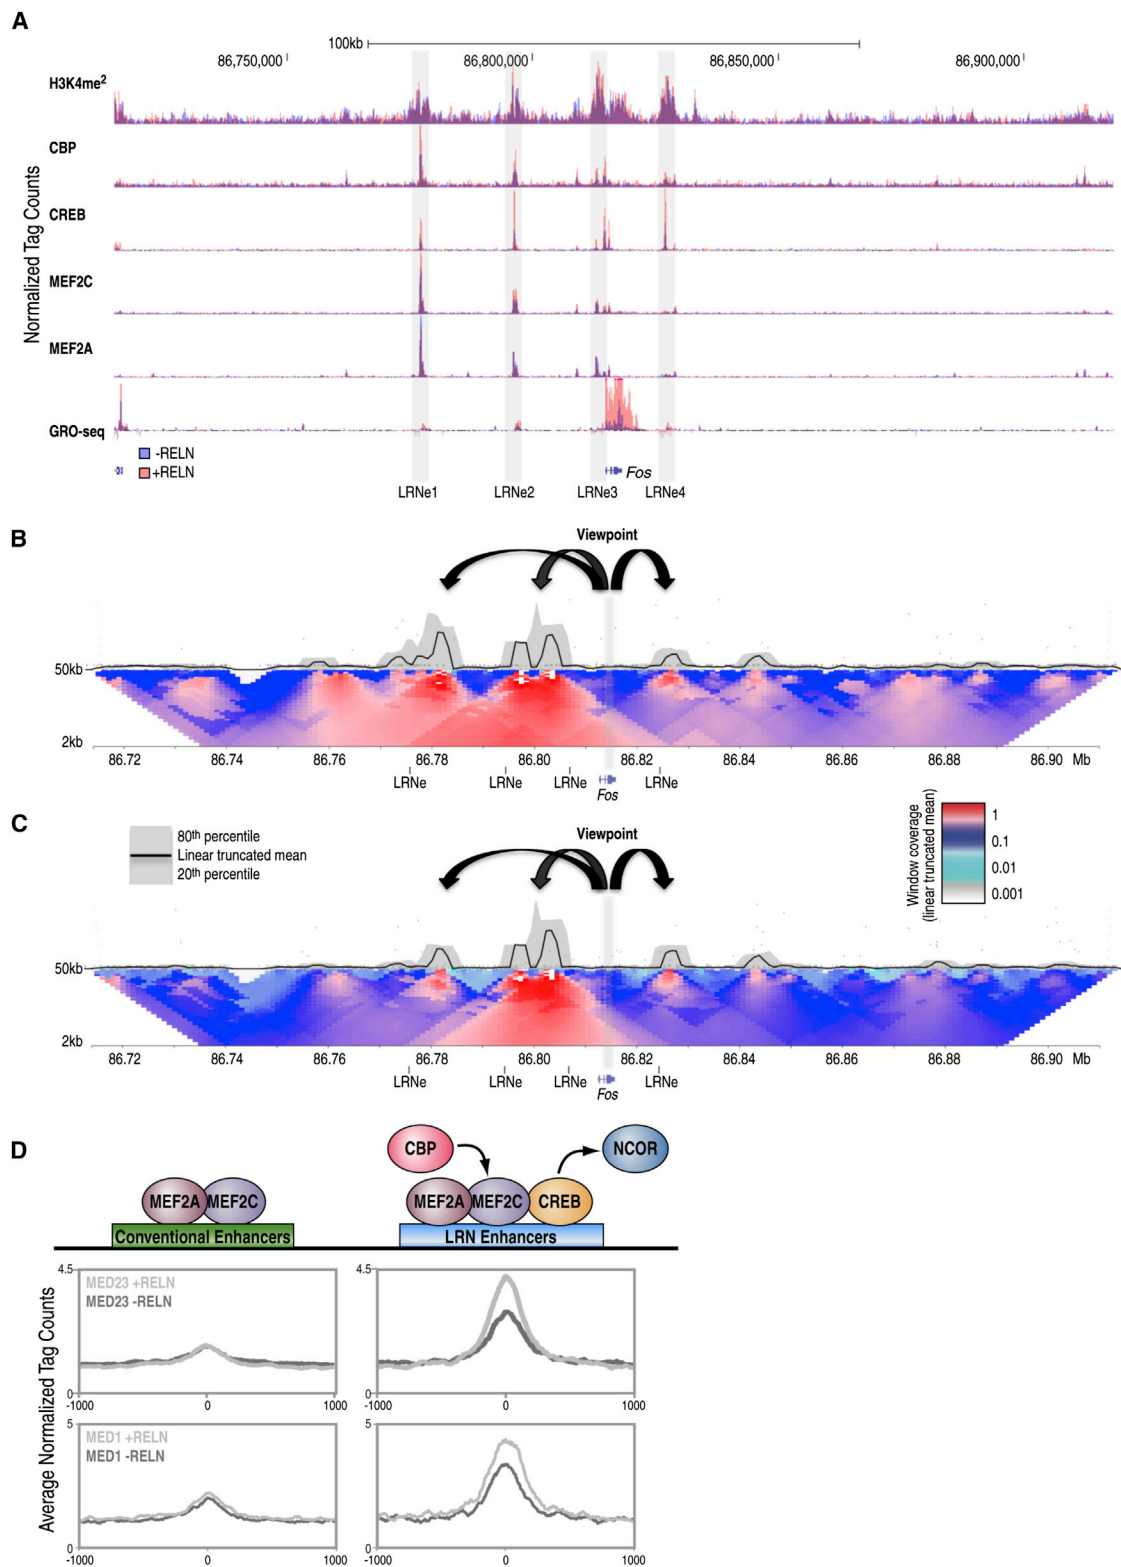 A
100kb
86,750,000
86,800,000
86,850,000
86,900,000
H3K4me²
CBP
CREB
MEF2C
MEF2A
GRO-seq
Normalized Tag Counts
-RELN
+RELN
Fos
LRNe1
LRNe2
LRNe3
LRNe4
B
Viewpoint
50kb
2kb
86.72
86.74
86.76
86.78
86.80
86.82
86.84
86.86
86.88
86.90
Mb
LRNe
LRNe
LRNe
LRNe
Fos
C
80th percentile
Linear truncated mean
20th percentile
Viewpoint
Window coverage
(linear truncated mean)
1
0.1
0.01
0.001
50kb
2kb
86.72
86.74
86.76
86.78
86.80
86.82
86.84
86.86
86.88
86.90
Mb
LRNe
LRNe
LRNe
LRNe
Fos
D
CBP
NCOR
MEF2A
MEF2C
MEF2A
MEF2C
CREB
Conventional Enhancers
LRN Enhancers
Average Normalized Tag Counts
4.5
MED23 +RELN
MED23 -RELN
0
-1000
0
1000
4.5
0
-1000
0
1000
5
MED1 +RELN
MED1 -RELN
0
-1000
0
1000
5
0
-1000
0
1000